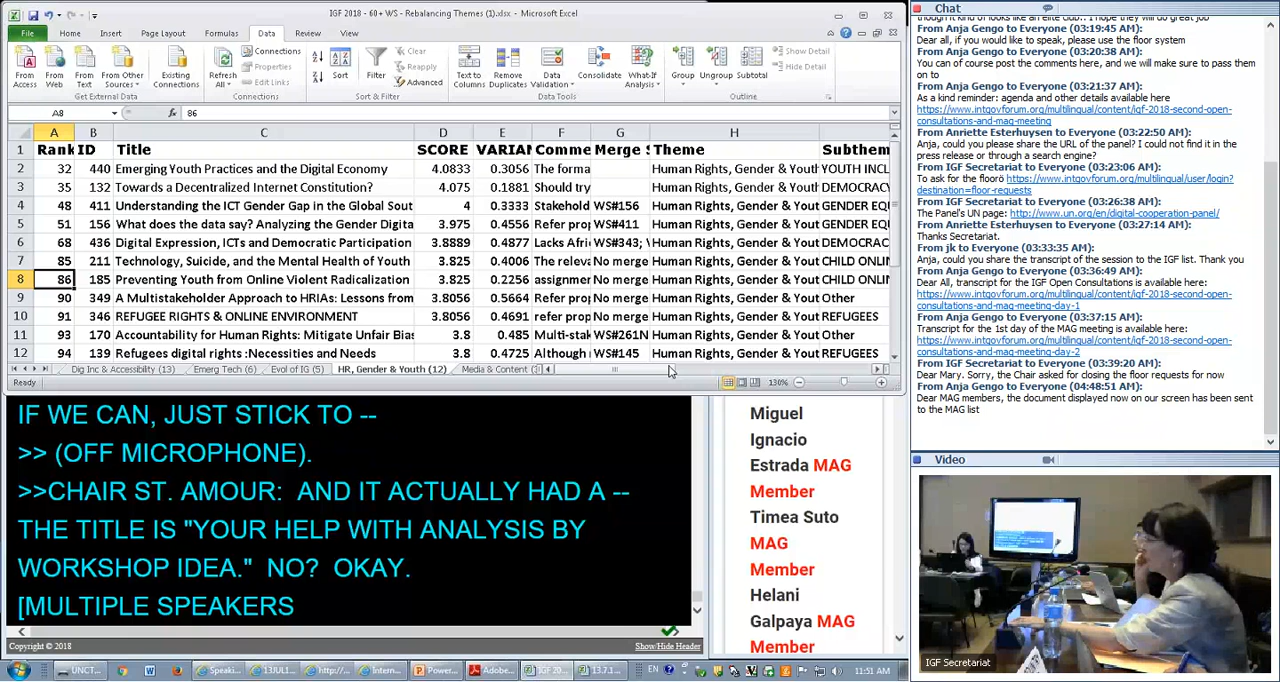 IGF 2018 - 60+ WS - Rebalancing Themes (1).xlsx - Microsoft Excel
File Home Insert Page Layout Formulas Data Review View
From Access From Web From Text From Other Sources Existing Connections Refresh All Connections Properties Edit Links Sort Filter Clear Reapply Advanced Text to Columns Remove Duplicates Data Validation Consolidate What-If Analysis Group Ungroup Subtotal Show Detail Hide Detail
Get External Data Connections Sort & Filter Data Tools Outline
A8 fx 86
A B C D E F G H
1 Rank ID Title SCORE VARIAN Comme Merge S Theme Subthem
2 32 440 Emerging Youth Practices and the Digital Economy 4.0833 0.3056 The forma Human Rights, Gender & Yout YOUTH INCL
3 35 132 Towards a Decentralized Internet Constitution? 4.075 0.1881 Should try Human Rights, Gender & Yout DEMOCRACY
4 48 411 Understanding the ICT Gender Gap in the Global Sout 4 0.3333 Stakehold WS#156 Human Rights, Gender & Yout GENDER EQ
5 51 156 What does the data say? Analyzing the Gender Digita 3.975 0.4556 Refer prop WS#411 Human Rights, Gender & Yout GENDER EQ
6 68 436 Digital Expression, ICTs and Democratic Participation 3.8889 0.4877 Lacks Afri WS#343; Human Rights, Gender & Yout DEMOCRAC
7 85 211 Technology, Suicide, and the Mental Health of Youth 3.825 0.4006 The releva No merge Human Rights, Gender & Yout CHILD ONLI
8 86 185 Preventing Youth from Online Violent Radicalization 3.825 0.2256 assignmer No merge Human Rights, Gender & Yout CHILD ONLI
9 90 349 A Multistakeholder Approach to HRIAs: Lessons from 3.8056 0.5664 Refer prop No merge Human Rights, Gender & Yout Other
10 91 346 REFUGEE RIGHTS & ONLINE ENVIRONMENT 3.8056 0.4691 refer prop No merge Human Rights, Gender & Yout REFUGEES
11 93 170 Accountability for Human Rights: Mitigate Unfair Bias 3.8 0.485 Multi-stak WS#261N Human Rights, Gender & Yout Other
12 94 139 Refugees digital rights :Necessities and Needs 3.8 0.4725 Although WS#145 Human Rights, Gender & Yout REFUGEES
Dig Inc & Accessibility (13) Emerg Tech (6) Evol of IG (5) HR, Gender & Youth (12) Media & Content (
Ready 130%
IF WE CAN, JUST STICK TO --
>> (OFF MICROPHONE).
>>CHAIR ST. AMOUR: AND IT ACTUALLY HAD A --
THE TITLE IS "YOUR HELP WITH ANALYSIS BY
WORKSHOP IDEA." NO? OKAY.
[MULTIPLE SPEAKERS
Copyright © 2018 Show/Hide Header
Miguel
Ignacio
Estrada MAG
Member
Timea Suto
MAG
Member
Helani
Galpaya MAG
Member
Chat
though it kind of looks like an elite club.. I hope they will do great job
From Anja Gengo to Everyone (03:19:45 AM):
Dear all, if you would like to speak, please use the floor system
From Anja Gengo to Everyone (03:20:38 AM):
You can of course post the comments here, and we will make sure to pass them
on to
From Anja Gengo to Everyone (03:21:37 AM):
As a kind reminder: agenda and other details available here
https://www.intgovforum.org/multilingual/content/igf-2018-second-open-
consultations-and-mag-meeting
From Anriette Esterhuysen to Everyone (03:22:50 AM):
Anja, could you please share the URL of the panel? I could not find it in the
press release or through a search engine?
From IGF Secretariat to Everyone (03:23:06 AM):
To ask for the floorö https://www.intgovforum.org/multilingual/user/login?
destination=floor-requests
From IGF Secretariat to Everyone (03:26:38 AM):
The Panel's UN page: http://www.un.org/en/digital-cooperation-panel/
From Anriette Esterhuysen to Everyone (03:27:14 AM):
Thanks Secretariat.
From jk to Everyone (03:33:35 AM):
Anja, could you share the transcript of the session to the IGF list. Thank you
From Anja Gengo to Everyone (03:36:49 AM):
Dear All, transcript for the IGF Open Consultations is available here:
https://www.intgovforum.org/multilingual/content/igf-2018-second-open-
consultations-and-mag-meeting-day-1
From Anja Gengo to Everyone (03:37:15 AM):
Transcript for the 1st day of the MAG meeting is available here:
https://www.intgovforum.org/multilingual/content/igf-2018-second-open-
consultations-and-mag-meeting-day-2
From IGF Secretariat to Everyone (03:39:20 AM):
Dear Mary. Sorry, the Chair asked for closing the floor requests for now
From Anja Gengo to Everyone (04:48:51 AM):
Dear MAG members, the document displayed now on our screen has been sent
to the MAG list
Video
IGF Secretariat
UNCT... Speaki... 13JUL1... http://... Intern... Power... Adobe... IGF 20... 13.7.1... EN 11:51 AM